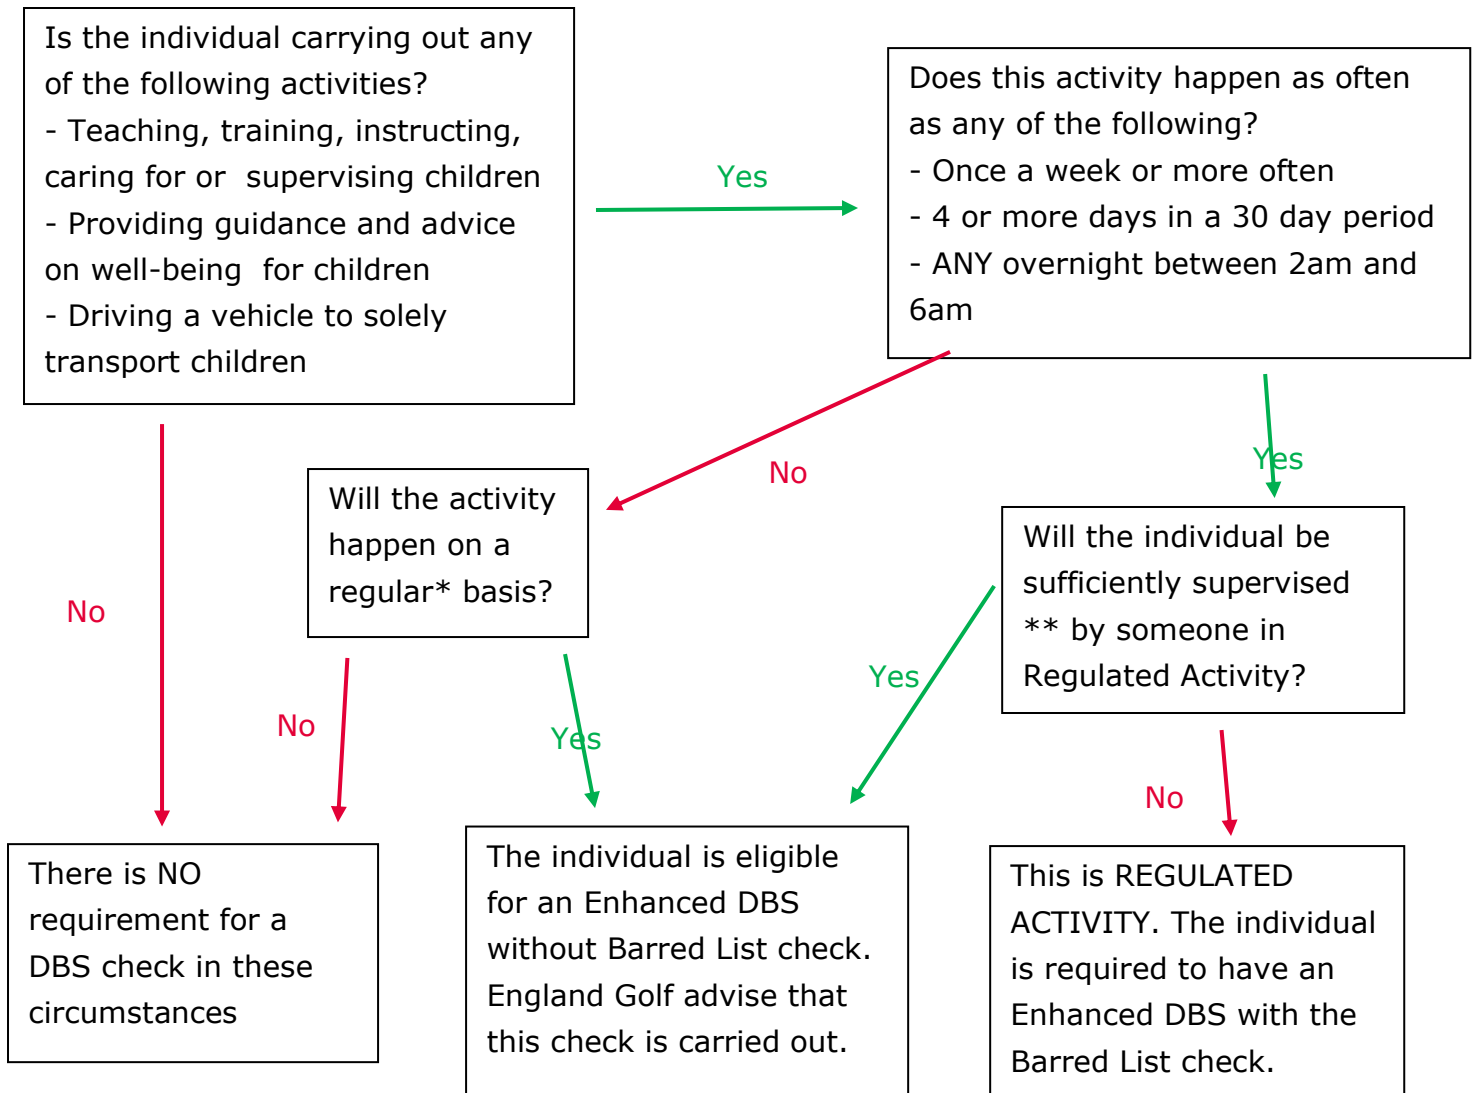 Is the individual carrying out any
of the following activities?
- Teaching, training, instructing,
caring for or  supervising children
- Providing guidance and advice
on well-being  for children
- Driving a vehicle to solely
transport children
Yes
Does this activity happen as often
as any of the following?
- Once a week or more often
- 4 or more days in a 30 day period
- ANY overnight between 2am and
6am
No
Yes
Will the activity
happen on a
regular* basis?
Will the individual be
sufficiently supervised
** by someone in
Regulated Activity?
No
No
Yes
Yes
No
There is NO
requirement for a
DBS check in these
circumstances
The individual is eligible
for an Enhanced DBS
without Barred List check.
England Golf advise that
this check is carried out.
This is REGULATED
ACTIVITY. The individual
is required to have an
Enhanced DBS with the
Barred List check.